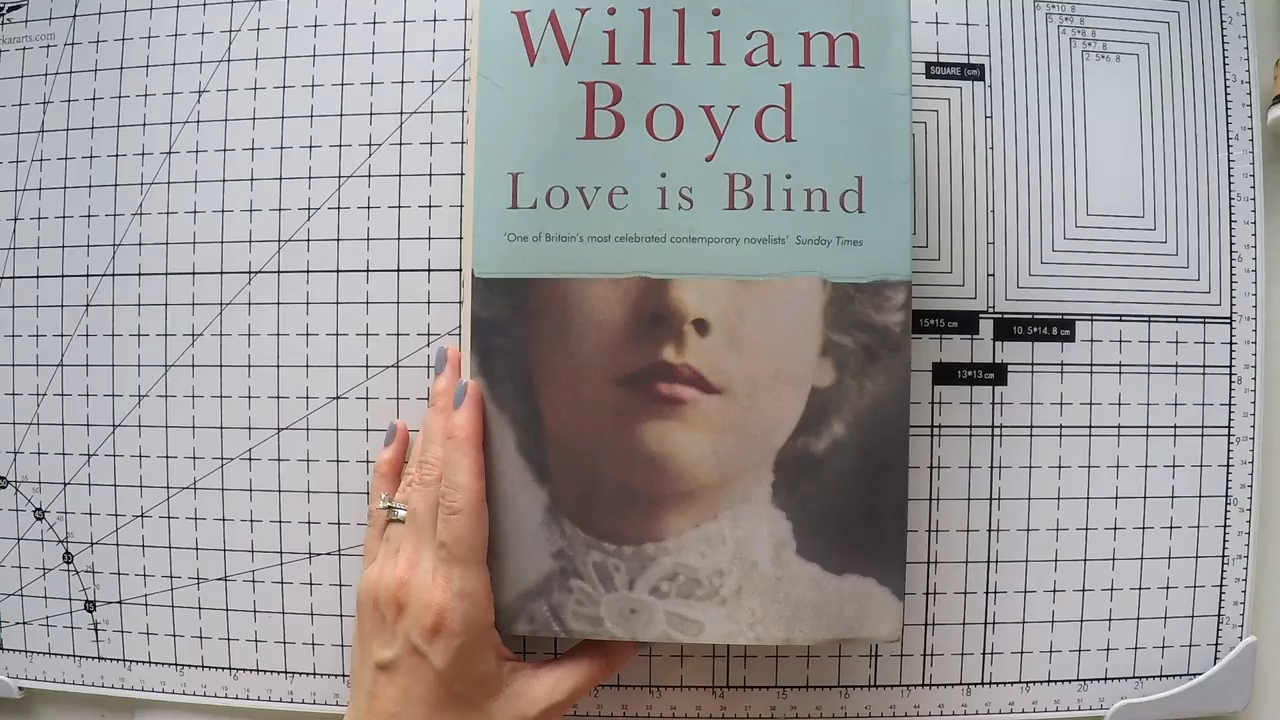 William
Boyd
Love is Blind
'One of Britain's most celebrated contemporary novelists' Sunday Times
6.5*10.8
5.5*9.8
4.5*8.8
3.5*7.8
2.5*6.8
SQUARE (cm)
15*15 cm
10.5*14.8 cm
13*13 cm